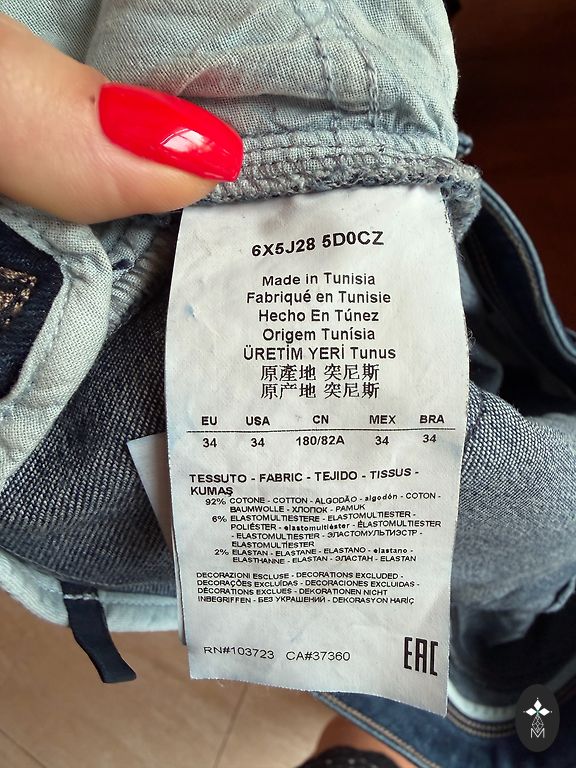 6X5J28 5D0CZ
Made in Tunisia
Fabriqué en Tunisie
Hecho En Túnez
Origem Tunísia
ÜRETİM YERİ Tunus
原產地 突尼斯
原产地 突尼斯
EU USA CN MEX BRA
34 34 180/82A 34 34
TESSUTO - FABRIC - TEJIDO - TISSUS -
KUMAŞ
92% COTONE - COTTON - ALGODÃO - algodón - COTON -
BAUMWOLLE - ХЛОПОК - PAMUK
6% ELASTOMULTIESTERE - ELASTOMULTIESTER -
POLIÉSTER - elastomultiéster - ÉLASTOMULTIESTER
- ELASTOMULTIESTER - ЭЛАСТОМУЛЬТИЭСТР -
ELASTOMULTIESTER
2% ELASTAN - ELASTANE - ELASTANO - elastano -
ELASTHANNE - ELASTAN - ЭЛАСТАН - ELASTAN
DECORAZIONI ESCLUSE - DECORATIONS EXCLUDED -
DECORAÇÕES EXCLUÍDAS - DECORACIONES EXCLUIDAS -
DÉCORATIONS EXCLUES - DEKORATIONEN NICHT
INBEGRIFFEN - БЕЗ УКРАШЕНИЙ - DEKORASYON HARİÇ
RN#103723 CA#37360
EAC
M